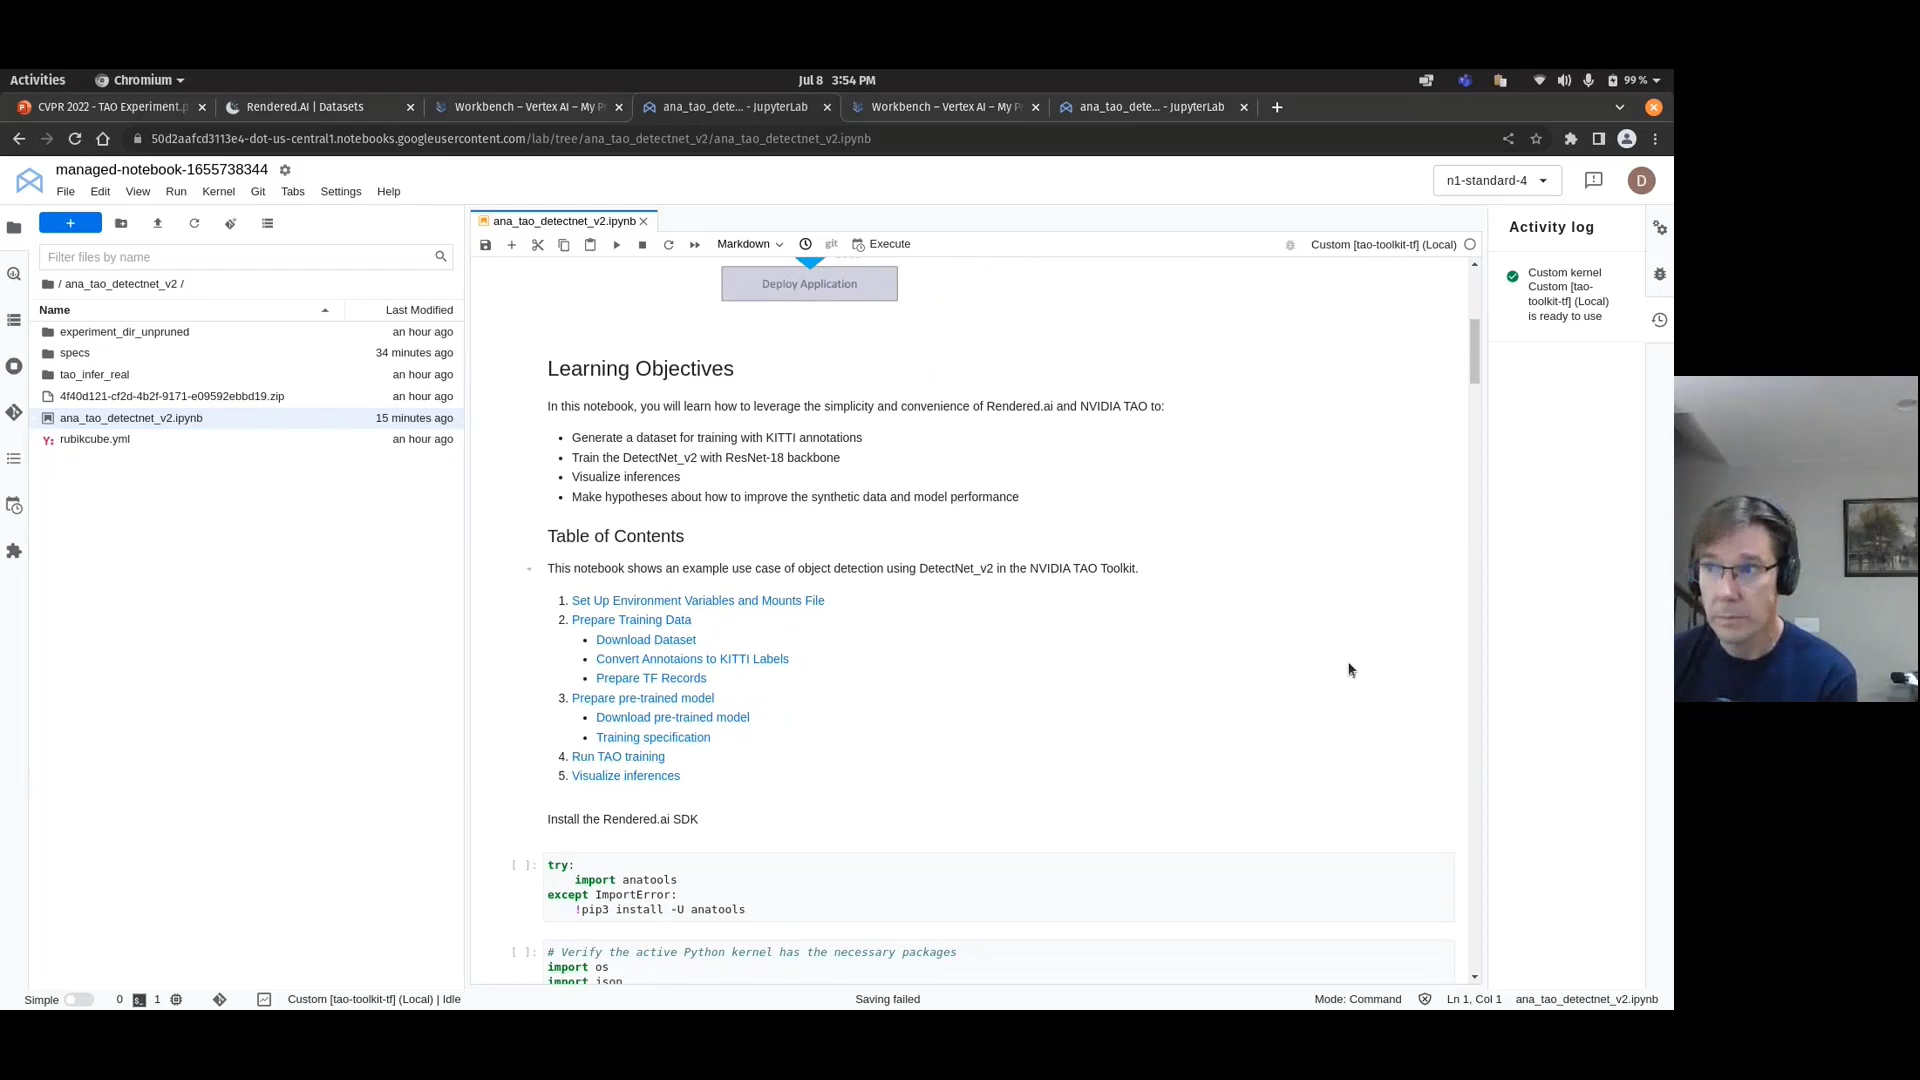 Activities
Chromium
Jul 8 3:54 PM
99 %
CVPR 2022 - TAO Experiment.p
Rendered.AI | Datasets
Workbench – Vertex AI – My P
ana_tao_dete... - JupyterLab
Workbench – Vertex AI – My P
ana_tao_dete... - JupyterLab
50d2aafcd3113e4-dot-us-central1.notebooks.googleusercontent.com/lab/tree/ana_tao_detectnet_v2/ana_tao_detectnet_v2.ipynb
managed-notebook-1655738344
File Edit View Run Kernel Git Tabs Settings Help
n1-standard-4
D
ana_tao_detectnet_v2.ipynb
Activity log
Markdown
git
Execute
Custom [tao-toolkit-tf] (Local)
Filter files by name
/ ana_tao_detectnet_v2 /
Name
Last Modified
experiment_dir_unpruned an hour ago
specs 34 minutes ago
tao_infer_real an hour ago
4f40d121-cf2d-4b2f-9171-e09592ebbd19.zip an hour ago
ana_tao_detectnet_v2.ipynb 15 minutes ago
Y: rubikcube.yml an hour ago
Custom kernel
Custom [tao-
toolkit-tf] (Local)
is ready to use
Deploy Application
Learning Objectives
In this notebook, you will learn how to leverage the simplicity and convenience of Rendered.ai and NVIDIA TAO to:
• Generate a dataset for training with KITTI annotations
• Train the DetectNet_v2 with ResNet-18 backbone
• Visualize inferences
• Make hypotheses about how to improve the synthetic data and model performance
Table of Contents
This notebook shows an example use case of object detection using DetectNet_v2 in the NVIDIA TAO Toolkit.
1. Set Up Environment Variables and Mounts File
2. Prepare Training Data
• Download Dataset
• Convert Annotaions to KITTI Labels
• Prepare TF Records
3. Prepare pre-trained model
• Download pre-trained model
• Training specification
4. Run TAO training
5. Visualize inferences
Install the Rendered.ai SDK
[ ]: try:
import anatools
except ImportError:
!pip3 install -U anatools
[ ]: # Verify the active Python kernel has the necessary packages
import os
import json
Simple
0
1
Custom [tao-toolkit-tf] (Local) | Idle
Saving failed
Mode: Command
Ln 1, Col 1
ana_tao_detectnet_v2.ipynb